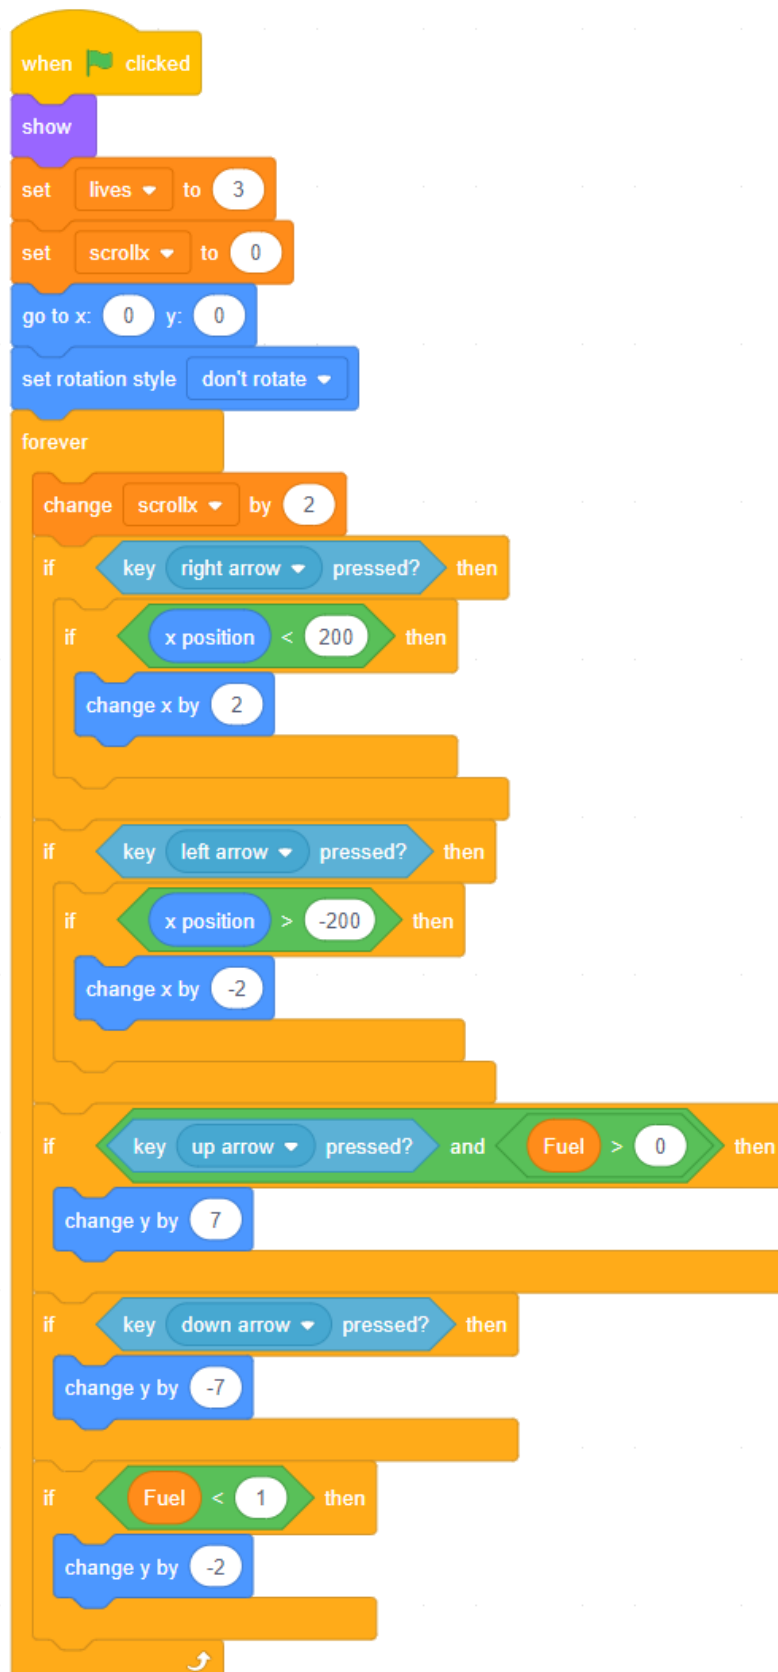 when clicked
show
set lives to 3
set scrollx to 0
go to x: 0 y: 0
set rotation style don't rotate
forever
change scrollx by 2
if key right arrow pressed? then
if x position < 200 then
change x by 2
if key left arrow pressed? then
if x position > -200 then
change x by -2
if key up arrow pressed? and Fuel > 0 then
change y by 7
if key down arrow pressed? then
change y by -7
if Fuel < 1 then
change y by -2